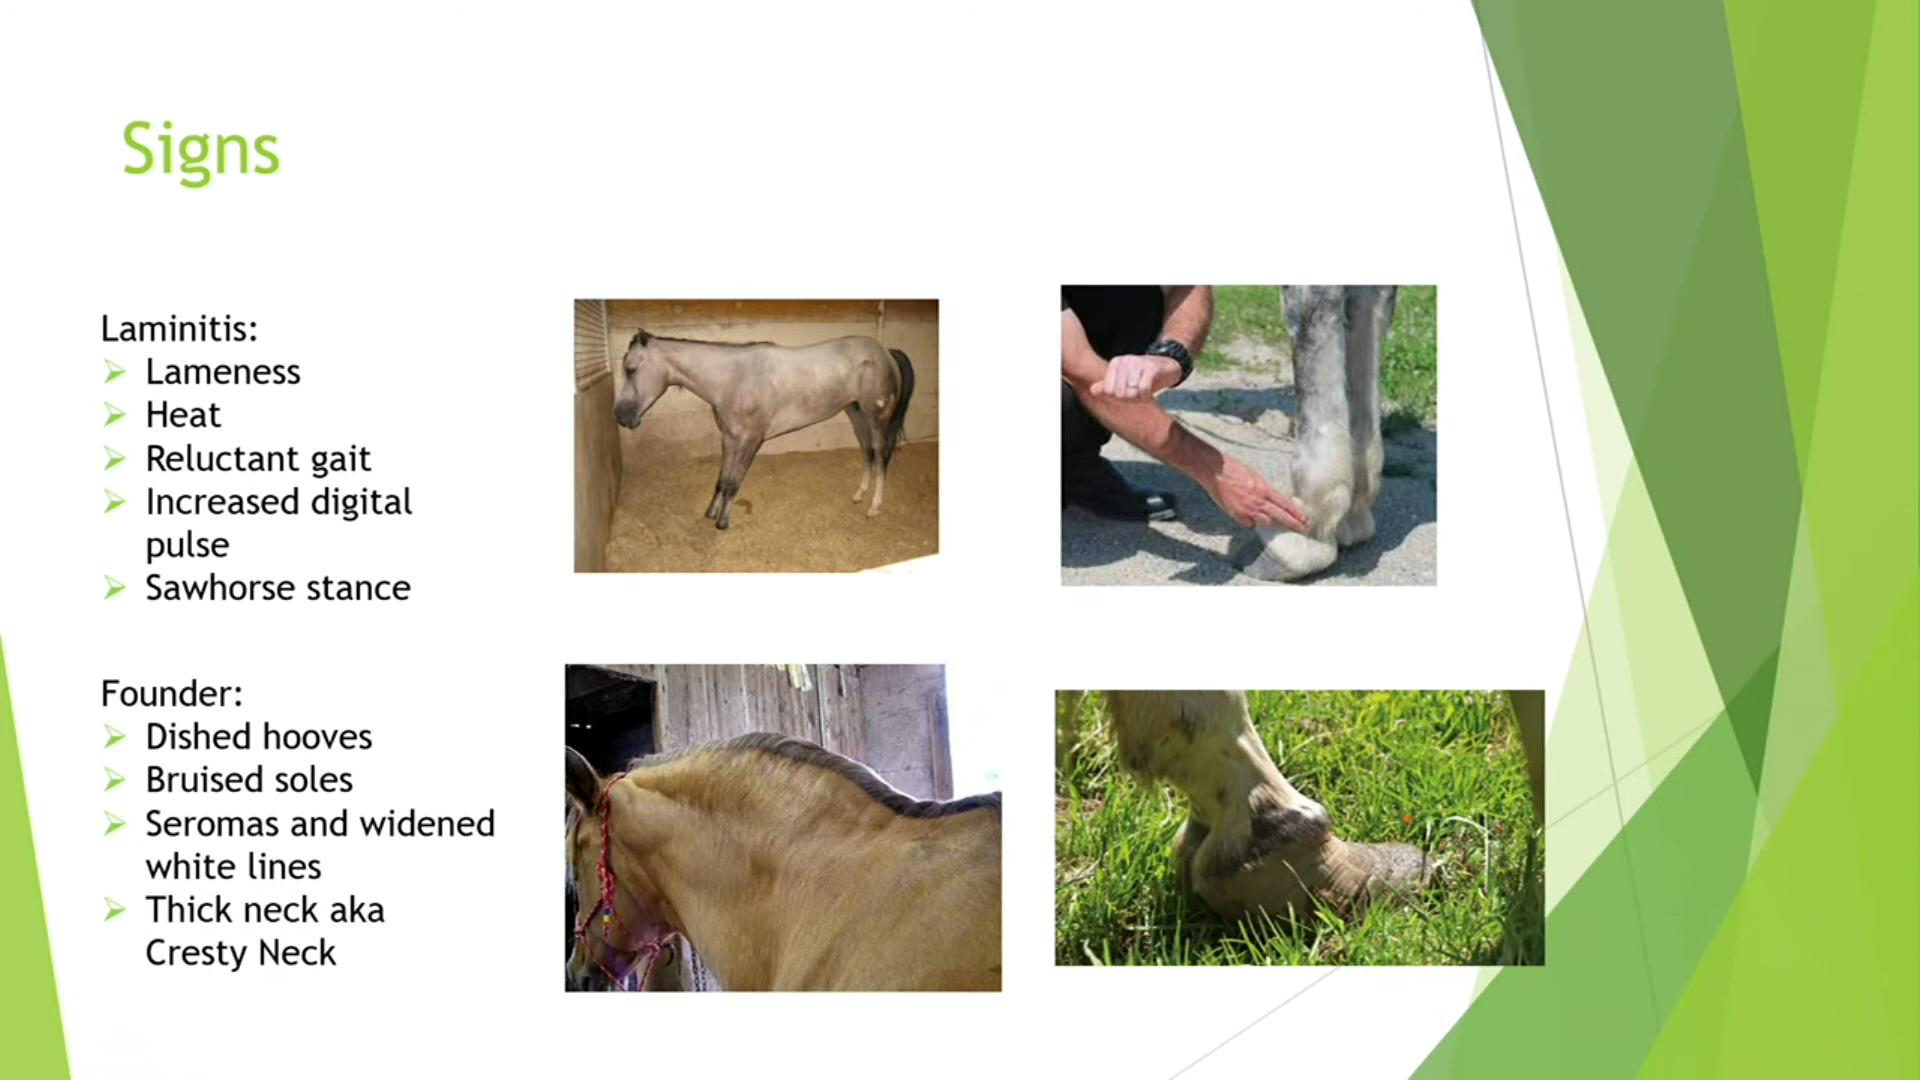 Signs
Laminitis:
Lameness
Heat
Reluctant gait
Increased digital
pulse
Sawhorse stance
Founder:
Dished hooves
Bruised soles
Seromas and widened
white lines
Thick neck aka
Cresty Neck